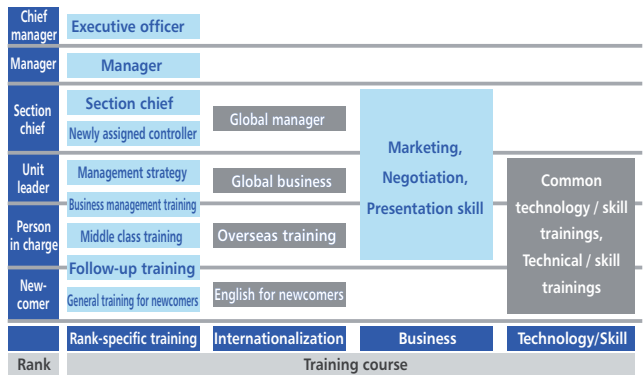 Chief
manager
Executive officer
Manager
Manager
Section
chief
Section chief
Newly assigned controller
Global manager
Marketing,
Negotiation,
Presentation skill
Unit
leader
Management strategy
Business management training
Global business
Common
technology / skill
trainings,
Technical / skill
trainings
Person
in charge
Middle class training
Overseas training
Follow-up training
New-
comer
General training for newcomers
English for newcomers
Rank-specific training
Internationalization
Business
Technology/Skill
Rank
Training course